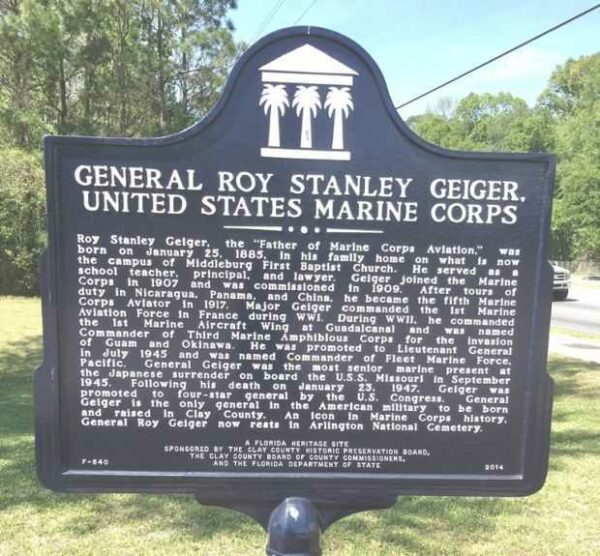 GENERAL ROY STANLEY GEIGER,
UNITED STATES MARINE CORPS
Roy Stanley Geiger, the "Father of Marine Corps Aviation," was
born on January 25, 1885, in his family home on what is now
the campus of Middleburg First Baptist Church. He served as a
school teacher, principal, and lawyer. Geiger joined the Marine
Corps in 1907 and was commissioned in 1909. After tours of
duty in Nicaragua, Panama, and China, he became the fifth Marine
Corps Aviator in 1917. Major Geiger commanded the 1st Marine
Aviation Force in France during WWI. During WWII, he commanded
the 1st Marine Aircraft Wing at Guadalcanal and was named
Commander of Third Marine Amphibious Corps for the invasion
of Guam and Okinawa. He was promoted to Lieutenant General
in July 1945 and was named Commander of Fleet Marine Force,
Pacific. General Geiger was the most senior marine present at
the Japanese surrender on board the U.S.S. Missouri in September
1945. Following his death on January 23, 1947, Geiger was
promoted to four-star general by the U.S. Congress. General
Geiger is the only general in the American military to be born
and raised in Clay County. An icon in Marine Corps history,
General Roy Geiger now rests in Arlington National Cemetery.
A FLORIDA HERITAGE SITE
SPONSORED BY THE CLAY COUNTY HISTORIC PRESERVATION BOARD,
THE CLAY COUNTY BOARD OF COUNTY COMMISSIONERS,
AND THE FLORIDA DEPARTMENT OF STATE
F-840
2014